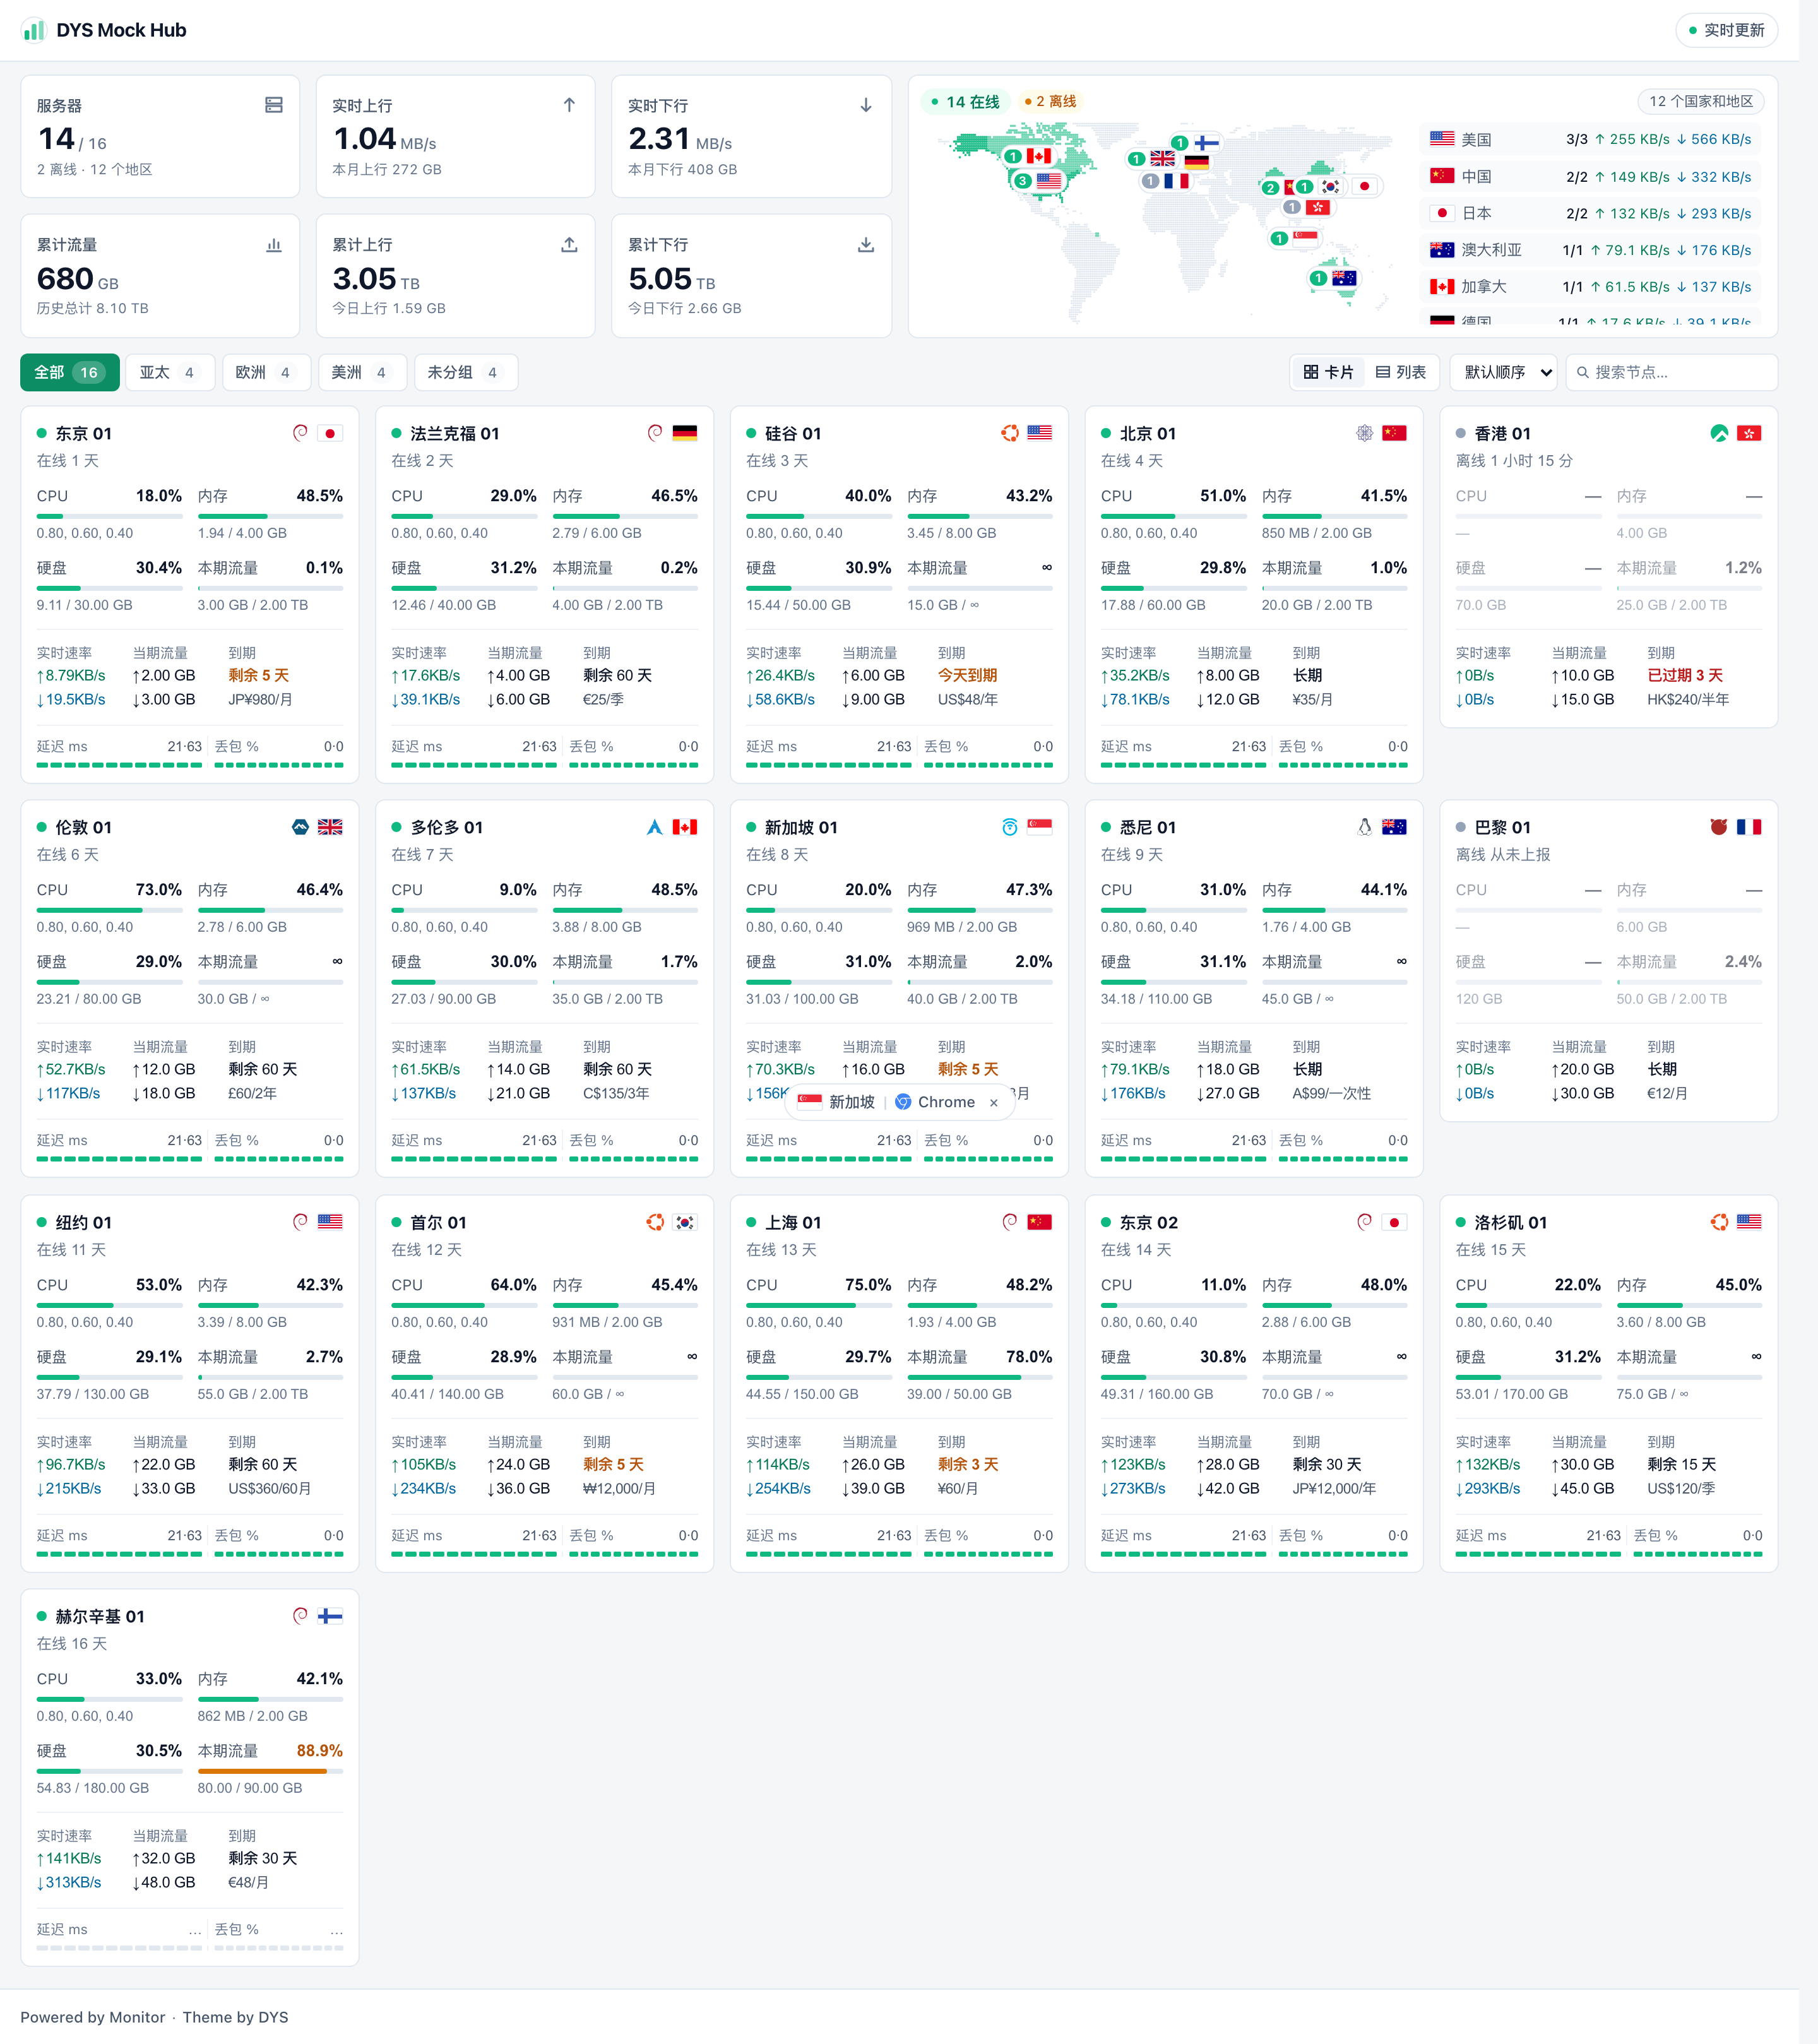 DYS Mock Hub
实时更新
服务器
14 / 16
2 离线 · 12 个地区
实时上行
1.04 MB/s
本月上行 272 GB
实时下行
2.31 MB/s
本月下行 408 GB
累计流量
680 GB
历史总计 8.10 TB
累计上行
3.05 TB
今日上行 1.59 GB
累计下行
5.05 TB
今日下行 2.66 GB
14 在线
2 离线
12 个国家和地区
1
3
1
1
1
2
1
1
1
1
美国 3/3 ↑ 255 KB/s ↓ 566 KB/s
中国 2/2 ↑ 149 KB/s ↓ 332 KB/s
日本 2/2 ↑ 132 KB/s ↓ 293 KB/s
澳大利亚 1/1 ↑ 79.1 KB/s ↓ 176 KB/s
加拿大 1/1 ↑ 61.5 KB/s ↓ 137 KB/s
德国 1/1 ↑ 17.6 KB/s ↓ 39.1 KB/s
全部 16 亚太 4 欧洲 4 美洲 4 未分组 4
卡片 列表 默认顺序 搜索节点...
东京 01
在线 1 天
CPU 18.0% 内存 48.5%
0.80, 0.60, 0.40 1.94 / 4.00 GB
硬盘 30.4% 本期流量 0.1%
9.11 / 30.00 GB 3.00 GB / 2.00 TB
实时速率 当期流量 到期
↑8.79KB/s ↑2.00 GB 剩余 5 天
↓19.5KB/s ↓3.00 GB JP¥980/月
延迟 ms 21·63 丢包 % 0·0
法兰克福 01
在线 2 天
CPU 29.0% 内存 46.5%
0.80, 0.60, 0.40 2.79 / 6.00 GB
硬盘 31.2% 本期流量 0.2%
12.46 / 40.00 GB 4.00 GB / 2.00 TB
实时速率 当期流量 到期
↑17.6KB/s ↑4.00 GB 剩余 60 天
↓39.1KB/s ↓6.00 GB €25/季
延迟 ms 21·63 丢包 % 0·0
硅谷 01
在线 3 天
CPU 40.0% 内存 43.2%
0.80, 0.60, 0.40 3.45 / 8.00 GB
硬盘 30.9% 本期流量 ∞
15.44 / 50.00 GB 15.0 GB / ∞
实时速率 当期流量 到期
↑26.4KB/s ↑6.00 GB 今天到期
↓58.6KB/s ↓9.00 GB US$48/年
延迟 ms 21·63 丢包 % 0·0
北京 01
在线 4 天
CPU 51.0% 内存 41.5%
0.80, 0.60, 0.40 850 MB / 2.00 GB
硬盘 29.8% 本期流量 1.0%
17.88 / 60.00 GB 20.0 GB / 2.00 TB
实时速率 当期流量 到期
↑35.2KB/s ↑8.00 GB 长期
↓78.1KB/s ↓12.0 GB ¥35/月
延迟 ms 21·63 丢包 % 0·0
香港 01
离线 1 小时 15 分
CPU — 内存 —
— 4.00 GB
硬盘 — 本期流量 1.2%
70.0 GB 25.0 GB / 2.00 TB
实时速率 当期流量 到期
↑0B/s ↑10.0 GB 已过期 3 天
↓0B/s ↓15.0 GB HK$240/半年
伦敦 01
在线 6 天
CPU 73.0% 内存 46.4%
0.80, 0.60, 0.40 2.78 / 6.00 GB
硬盘 29.0% 本期流量 ∞
23.21 / 80.00 GB 30.0 GB / ∞
实时速率 当期流量 到期
↑52.7KB/s ↑12.0 GB 剩余 60 天
↓117KB/s ↓18.0 GB £60/2年
延迟 ms 21·63 丢包 % 0·0
多伦多 01
在线 7 天
CPU 9.0% 内存 48.5%
0.80, 0.60, 0.40 3.88 / 8.00 GB
硬盘 30.0% 本期流量 1.7%
27.03 / 90.00 GB 35.0 GB / 2.00 TB
实时速率 当期流量 到期
↑61.5KB/s ↑14.0 GB 剩余 60 天
↓137KB/s ↓21.0 GB C$135/3年
延迟 ms 21·63 丢包 % 0·0
新加坡 01
在线 8 天
CPU 20.0% 内存 47.3%
0.80, 0.60, 0.40 969 MB / 2.00 GB
硬盘 31.0% 本期流量 2.0%
31.03 / 100.00 GB 40.0 GB / 2.00 TB
实时速率 当期流量 到期
↑70.3KB/s ↑16.0 GB 剩余 5 天
↓156K 月
新加坡 | Chrome ×
延迟 ms 21·63 丢包 % 0·0
悉尼 01
在线 9 天
CPU 31.0% 内存 44.1%
0.80, 0.60, 0.40 1.76 / 4.00 GB
硬盘 31.1% 本期流量 ∞
34.18 / 110.00 GB 45.0 GB / ∞
实时速率 当期流量 到期
↑79.1KB/s ↑18.0 GB 长期
↓176KB/s ↓27.0 GB A$99/一次性
延迟 ms 21·63 丢包 % 0·0
巴黎 01
离线 从未上报
CPU — 内存 —
— 6.00 GB
硬盘 — 本期流量 2.4%
120 GB 50.0 GB / 2.00 TB
实时速率 当期流量 到期
↑0B/s ↑20.0 GB 长期
↓0B/s ↓30.0 GB €12/月
纽约 01
在线 11 天
CPU 53.0% 内存 42.3%
0.80, 0.60, 0.40 3.39 / 8.00 GB
硬盘 29.1% 本期流量 2.7%
37.79 / 130.00 GB 55.0 GB / 2.00 TB
实时速率 当期流量 到期
↑96.7KB/s ↑22.0 GB 剩余 60 天
↓215KB/s ↓33.0 GB US$360/60月
延迟 ms 21·63 丢包 % 0·0
首尔 01
在线 12 天
CPU 64.0% 内存 45.4%
0.80, 0.60, 0.40 931 MB / 2.00 GB
硬盘 28.9% 本期流量 ∞
40.41 / 140.00 GB 60.0 GB / ∞
实时速率 当期流量 到期
↑105KB/s ↑24.0 GB 剩余 5 天
↓234KB/s ↓36.0 GB ₩12,000/月
延迟 ms 21·63 丢包 % 0·0
上海 01
在线 13 天
CPU 75.0% 内存 48.2%
0.80, 0.60, 0.40 1.93 / 4.00 GB
硬盘 29.7% 本期流量 78.0%
44.55 / 150.00 GB 39.00 / 50.00 GB
实时速率 当期流量 到期
↑114KB/s ↑26.0 GB 剩余 3 天
↓254KB/s ↓39.0 GB ¥60/月
延迟 ms 21·63 丢包 % 0·0
东京 02
在线 14 天
CPU 11.0% 内存 48.0%
0.80, 0.60, 0.40 2.88 / 6.00 GB
硬盘 30.8% 本期流量 ∞
49.31 / 160.00 GB 70.0 GB / ∞
实时速率 当期流量 到期
↑123KB/s ↑28.0 GB 剩余 30 天
↓273KB/s ↓42.0 GB JP¥12,000/年
延迟 ms 21·63 丢包 % 0·0
洛杉矶 01
在线 15 天
CPU 22.0% 内存 45.0%
0.80, 0.60, 0.40 3.60 / 8.00 GB
硬盘 31.2% 本期流量 ∞
53.01 / 170.00 GB 75.0 GB / ∞
实时速率 当期流量 到期
↑132KB/s ↑30.0 GB 剩余 15 天
↓293KB/s ↓45.0 GB US$120/季
延迟 ms 21·63 丢包 % 0·0
赫尔辛基 01
在线 16 天
CPU 33.0% 内存 42.1%
0.80, 0.60, 0.40 862 MB / 2.00 GB
硬盘 30.5% 本期流量 88.9%
54.83 / 180.00 GB 80.00 / 90.00 GB
实时速率 当期流量 到期
↑141KB/s ↑32.0 GB 剩余 30 天
↓313KB/s ↓48.0 GB €48/月
延迟 ms ... 丢包 % ...
Powered by Monitor · Theme by DYS